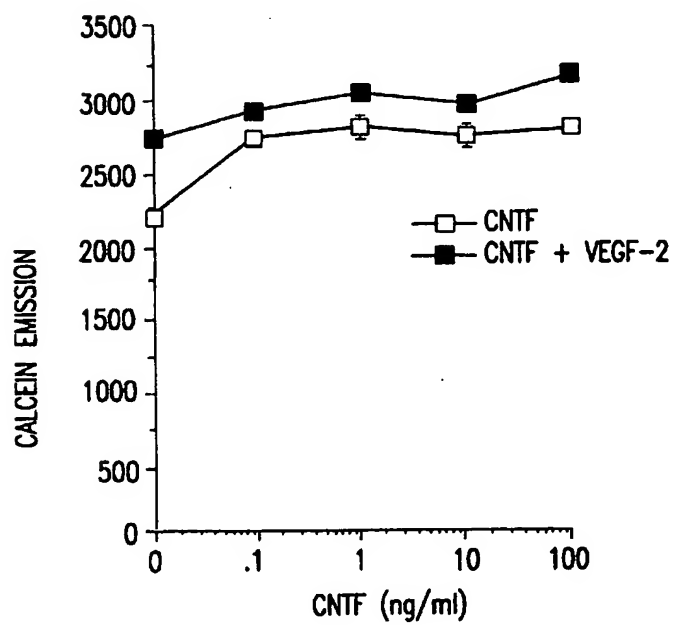 3500
3000
2500
2000
1500
1000
500
0
CALCEIN EMISSION
CNTF
CNTF + VEGF-2
0 .1 1 10 100
CNTF (ng/ml)